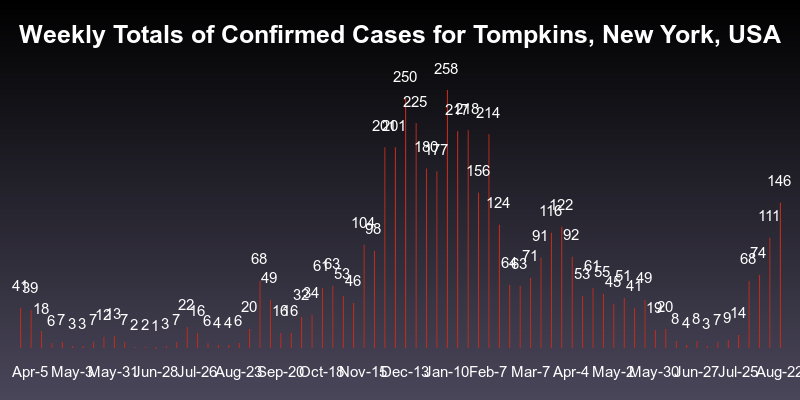 Weekly Totals of Confirmed Cases for Tompkins, New York, USA
41 39 18 6 7 3 3 7 12 13 7 2 2 1 3 7 22 16 6 4 4 6 20 68 49 16 16 32 34 61 63 53 46 104 98 201 201 250 225 180 177 258 217 218 156 214 124 64 63 71 91 116 122 92 53 61 55 45 51 41 49 19 20 8 4 8 3 7 9 14 68 74 111 146
Apr-5 May-3 May-31 Jun-28 Jul-26 Aug-23 Sep-20 Oct-18 Nov-15 Dec-13 Jan-10 Feb-7 Mar-7 Apr-4 May-2 May-30 Jun-27 Jul-25 Aug-22